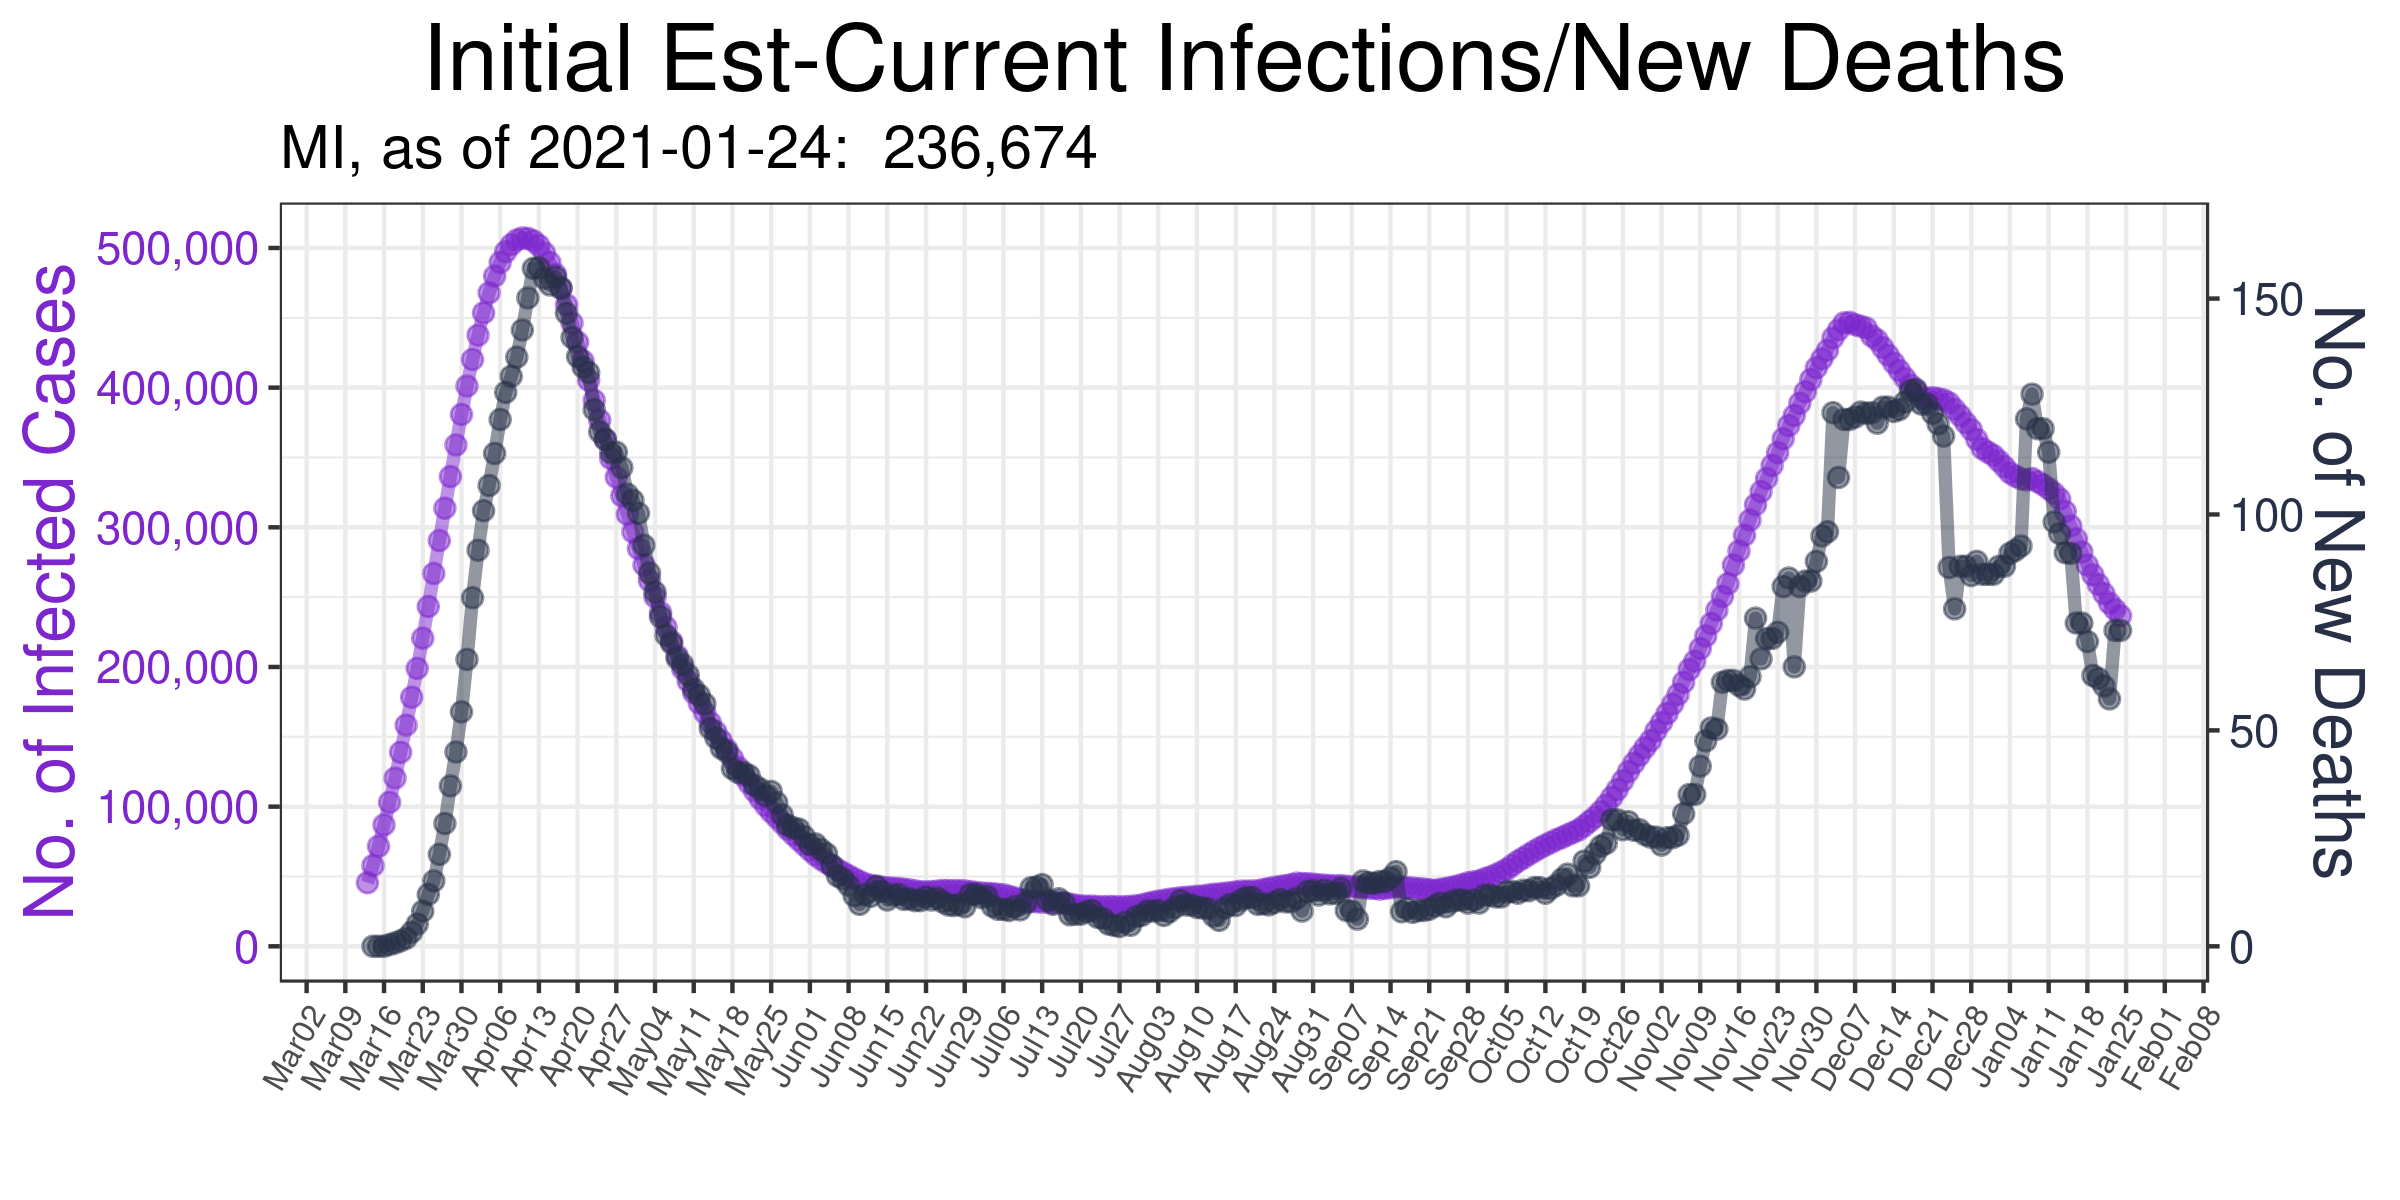 Initial Est-Current Infections/New Deaths
MI, as of 2021-01-24:  236,674
No. of Infected Cases
500,000
400,000
300,000
200,000
100,000
0
150
100
50
0
No. of New Deaths
Mar02
Mar09
Mar16
Mar23
Mar30
Apr06
Apr13
Apr20
Apr27
May04
May11
May18
May25
Jun01
Jun08
Jun15
Jun22
Jun29
Jul06
Jul13
Jul20
Jul27
Aug03
Aug10
Aug17
Aug24
Aug31
Sep07
Sep14
Sep21
Sep28
Oct05
Oct12
Oct19
Oct26
Nov02
Nov09
Nov16
Nov23
Nov30
Dec07
Dec14
Dec21
Dec28
Jan04
Jan11
Jan18
Jan25
Feb01
Feb08